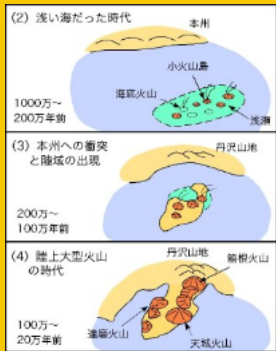 (2) 浅い海だった時代
本州
小火山島
海底火山
1000万〜
200万年前
浅瀬
(3) 本州への衝突
と陸域の出現
丹沢山地
200万〜
100万年前
(4) 陸上大型火山
の時代
丹沢山地
箱根火山
100万〜
20万年前
達磨火山
天城火山